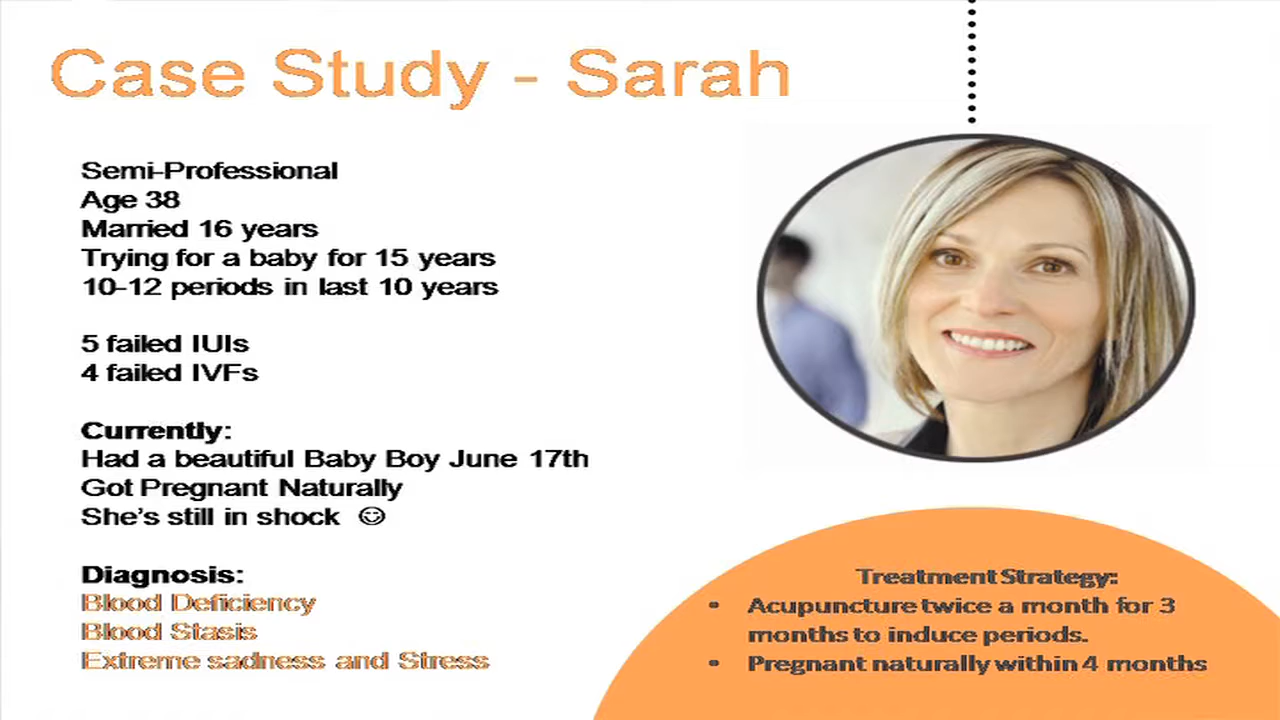 Case Study - Sarah
Semi-Professional
Age 38
Married 16 years
Trying for a baby for 15 years
10-12 periods in last 10 years
5 failed IUIs
4 failed IVFs
Currently:
Had a beautiful Baby Boy June 17th
Got Pregnant Naturally
She's still in shock ☺
Diagnosis:
Blood Deficiency
Blood Stasis
Extreme sadness and Stress
Treatment Strategy:
• Acupuncture twice a month for 3
months to induce periods.
• Pregnant naturally within 4 months